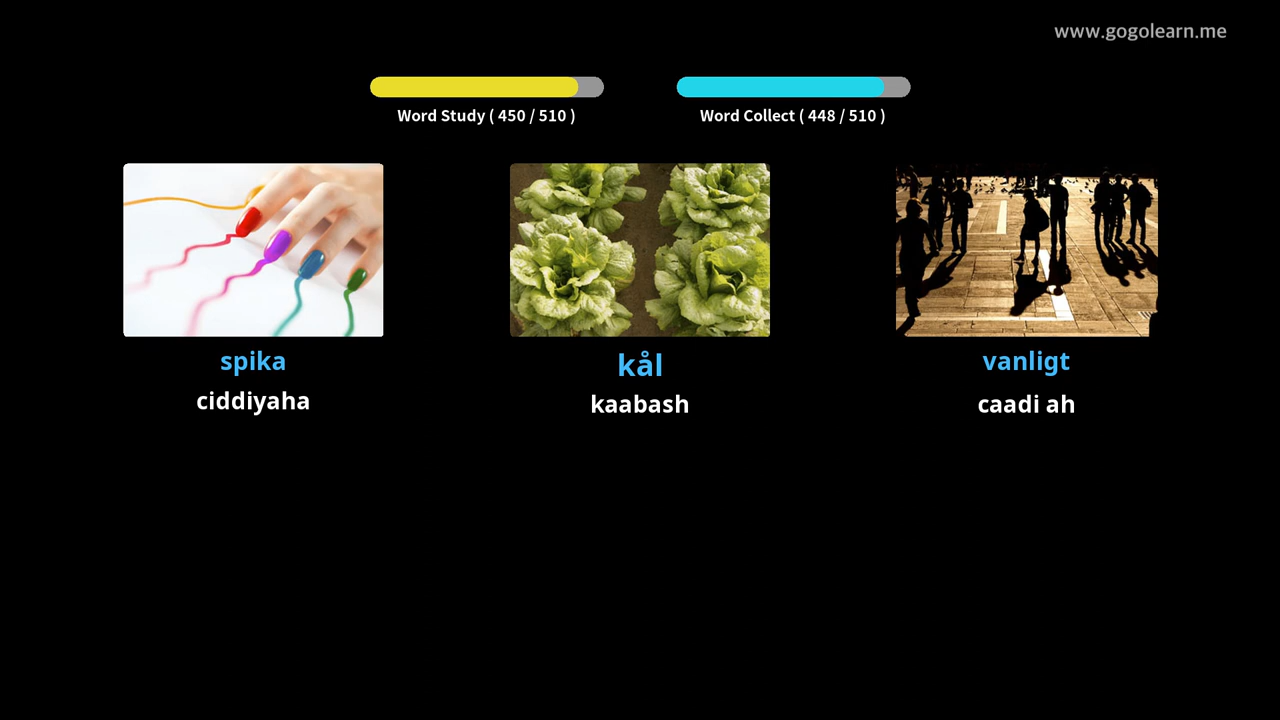 www.gogolearn.me
Word Study ( 450 / 510 )
Word Collect ( 448 / 510 )
spika
ciddiyaha
kål
kaabash
vanligt
caadi ah